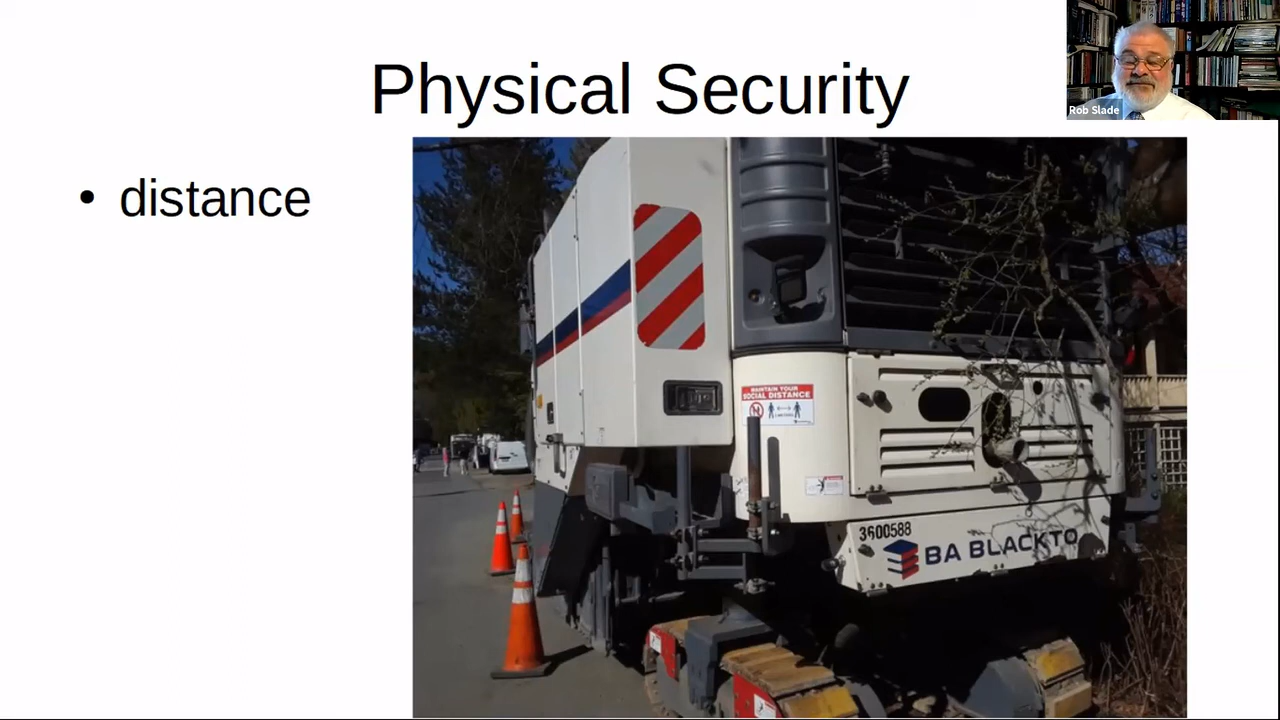 Physical Security
Rob Slade
• distance
MAINTAIN YOUR
SOCIAL DISTANCE
3600588
BA BLACKTO